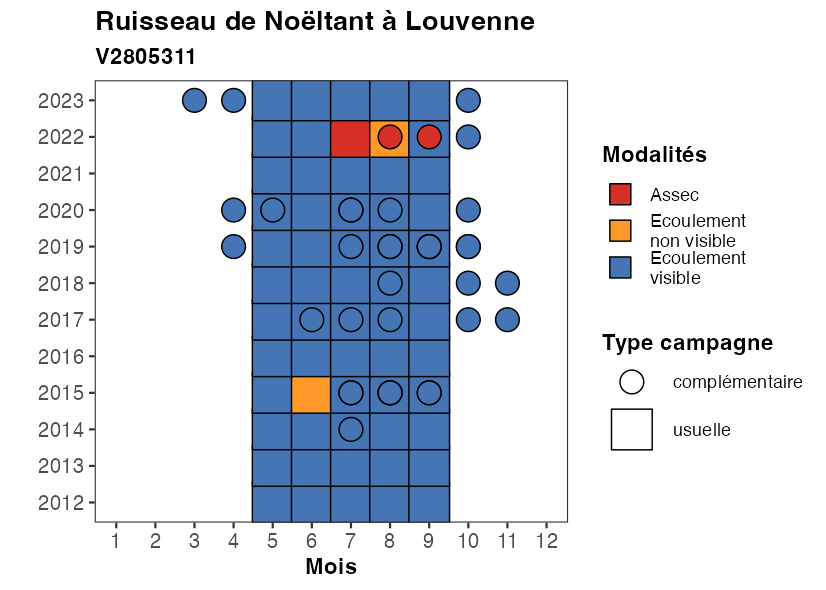 Ruisseau de Noëltant à Louvenne
V2805311
2023
2022
2021
2020
2019
2018
2017
2016
2015
2014
2013
2012
1 2 3 4 5 6 7 8 9 10 11 12
Mois
Modalités
Assec
Ecoulement
non visible
Ecoulement
visible
Type campagne
complémentaire
usuelle